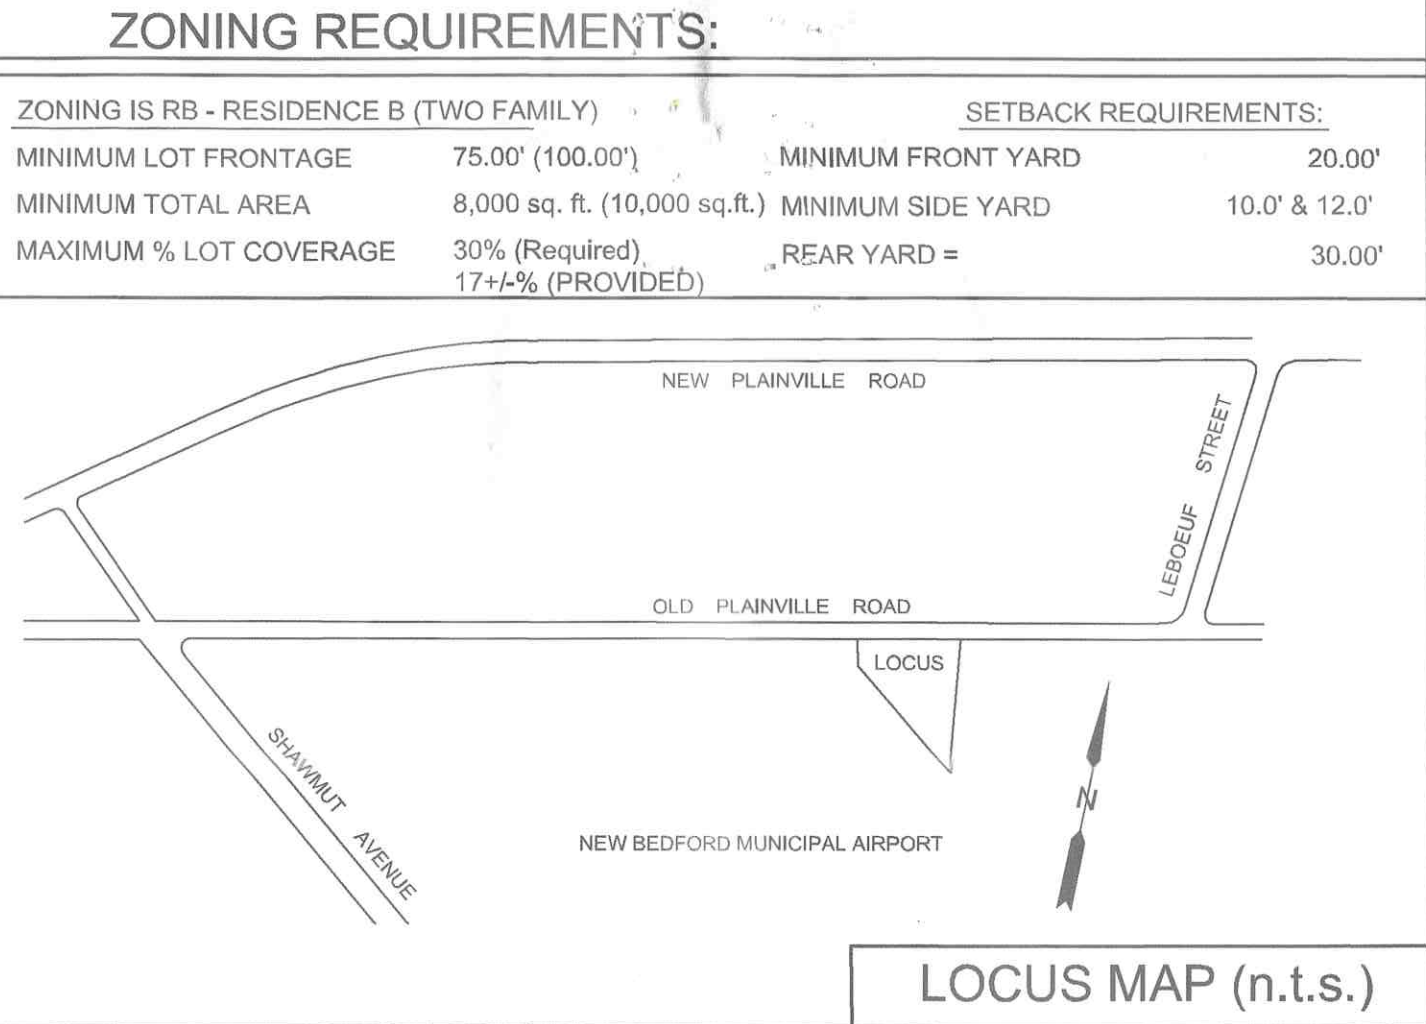 ZONING REQUIREMENTS:
ZONING IS RB - RESIDENCE B (TWO FAMILY)
SETBACK REQUIREMENTS:
MINIMUM LOT FRONTAGE 75.00' (100.00') MINIMUM FRONT YARD 20.00'
MINIMUM TOTAL AREA 8,000 sq. ft. (10,000 sq.ft.) MINIMUM SIDE YARD 10.0' & 12.0'
MAXIMUM % LOT COVERAGE 30% (Required) REAR YARD = 30.00'
17+/-% (PROVIDED)
NEW PLAINVILLE ROAD
LEBOEUF STREET
OLD PLAINVILLE ROAD
LOCUS
SHAWMUT AVENUE
N
NEW BEDFORD MUNICIPAL AIRPORT
LOCUS MAP (n.t.s.)